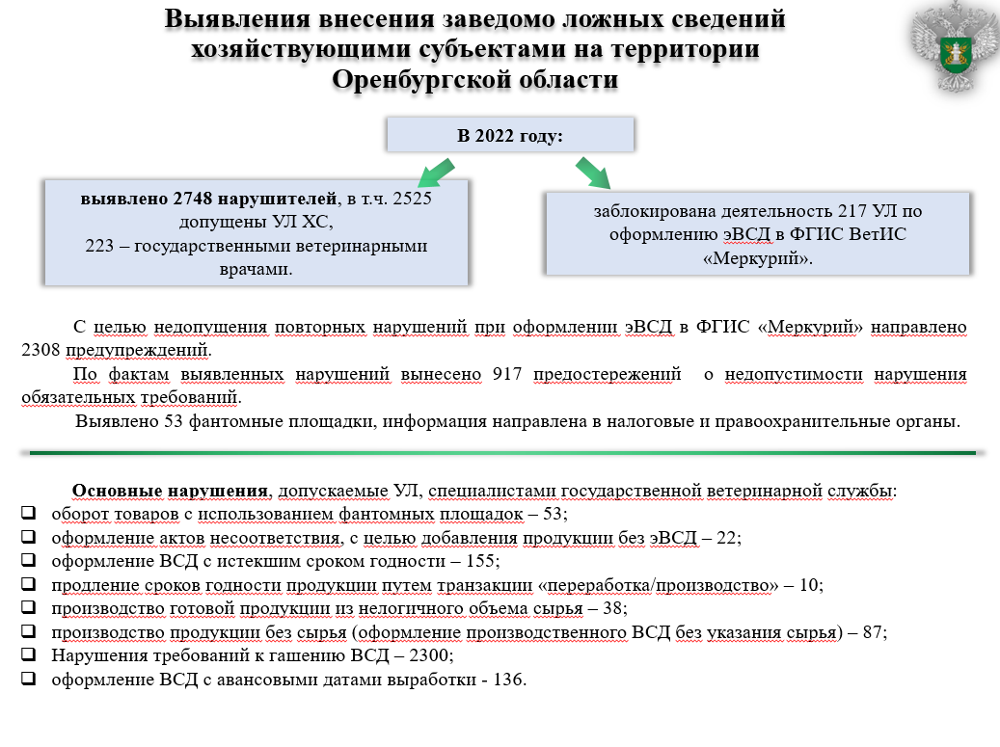 Выявления внесения заведомо ложных сведений
хозяйствующими субъектами на территории
Оренбургской области
В 2022 году:
выявлено 2748 нарушителей, в т.ч. 2525
допущены УЛ ХС,
223 – государственными ветеринарными
врачами.
заблокирована деятельность 217 УЛ по
оформлению эВСД в ФГИС ВетИС
«Меркурий».
С целью недопущения повторных нарушений при оформлении эВСД в ФГИС «Меркурий» направлено
2308 предупреждений.
По фактам выявленных нарушений вынесено 917 предостережений о недопустимости нарушения
обязательных требований.
Выявлено 53 фантомные площадки, информация направлена в налоговые и правоохранительные органы.
Основные нарушения, допускаемые УЛ, специалистами государственной ветеринарной службы:
оборот товаров с использованием фантомных площадок – 53;
оформление актов несоответствия, с целью добавления продукции без эВСД – 22;
оформление ВСД с истекшим сроком годности – 155;
продление сроков годности продукции путем транзакции «переработка/производство» – 10;
производство готовой продукции из нелогичного объема сырья – 38;
производство продукции без сырья (оформление производственного ВСД без указания сырья) – 87;
Нарушения требований к гашению ВСД – 2300;
оформление ВСД с авансовыми датами выработки - 136.